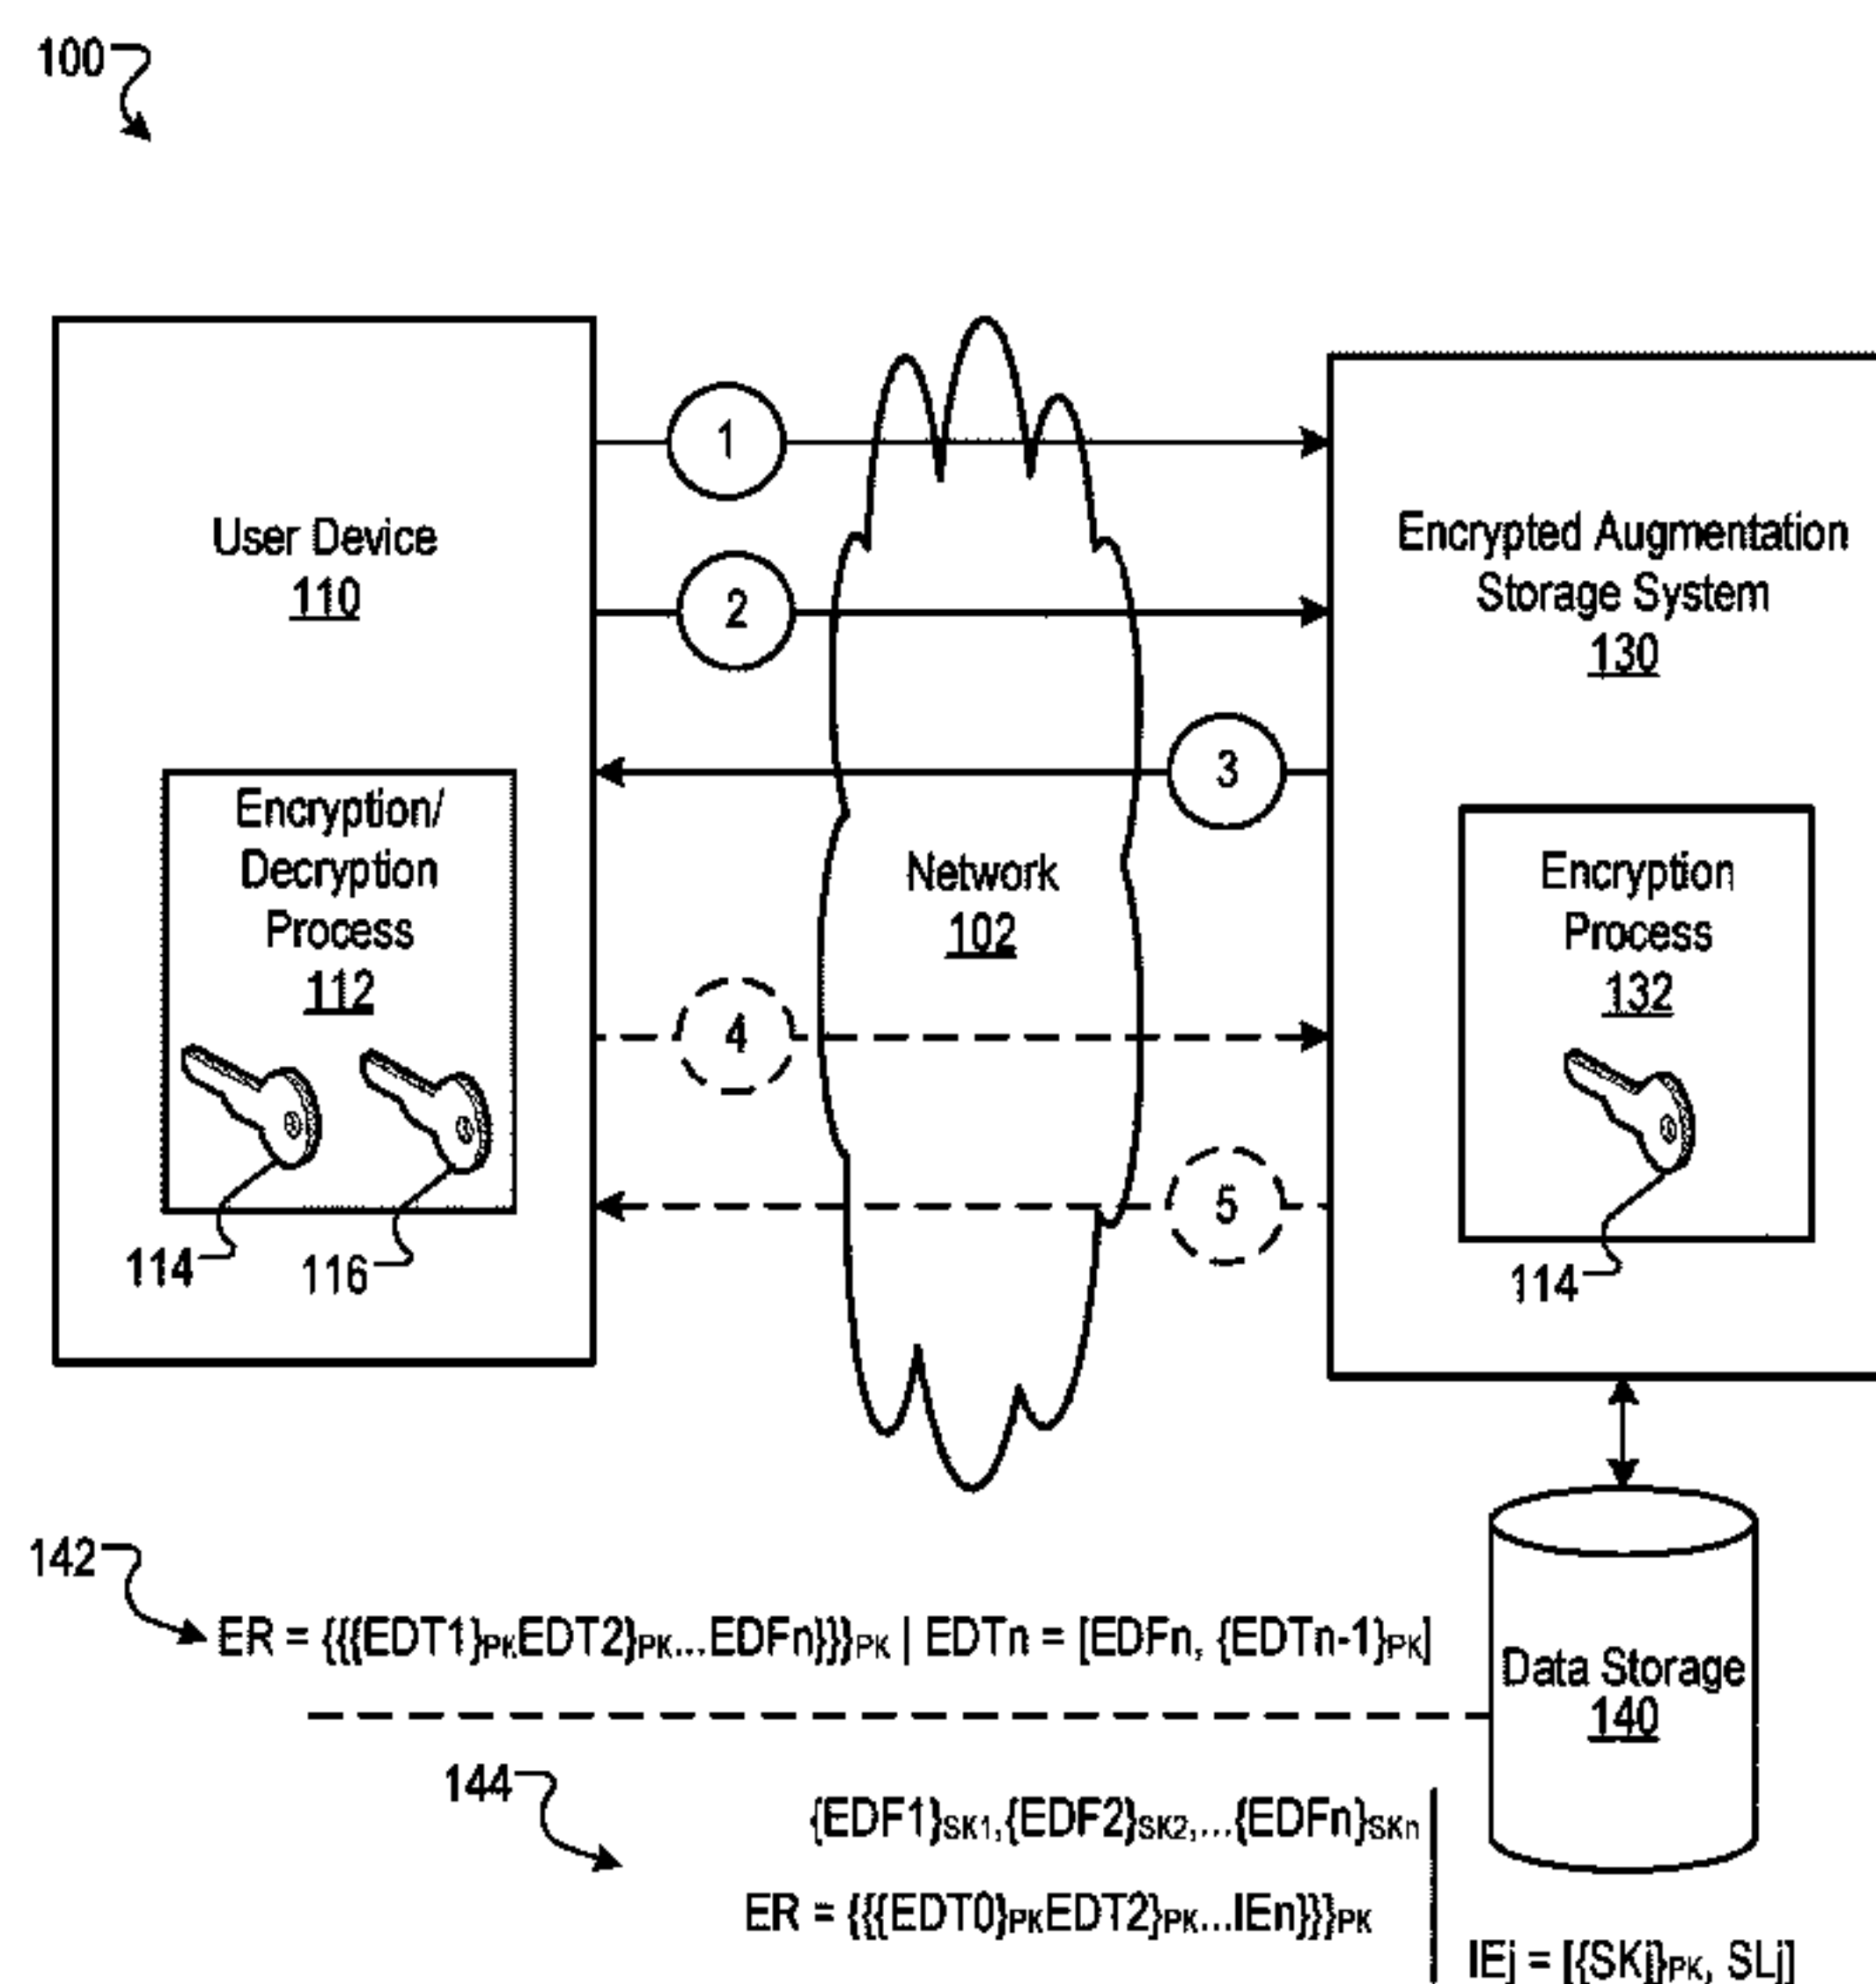 100
User Device
110
Encryption/
Decryption
Process
112
114
116
1
2
3
Network
102
4
5
Encrypted Augmentation
Storage System
130
Encryption
Process
132
114
142
ER = {{{{EDT1}PK,EDT2}PK...EDFn}}}PK | EDTn = [EDFn, {EDTn-1}PK]
Data Storage
140
144
{EDF1}SK1,{EDF2}SK2,...{EDFn}SKn
ER = {{{{EDT0}PKEDT2}PK...IEn}}}PK
IEj = [{SKj}PK, SLj]